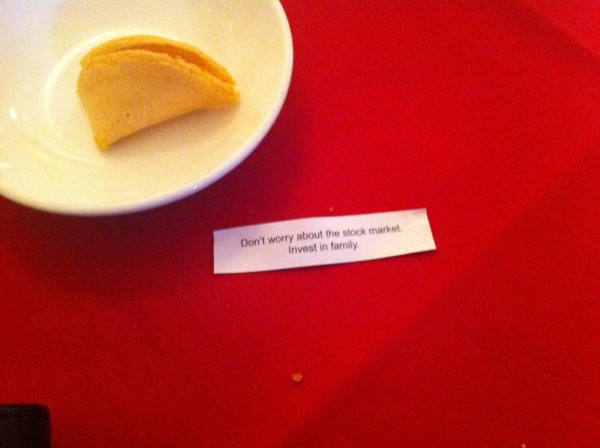 Don't worry about the stock market.
Invest in family.